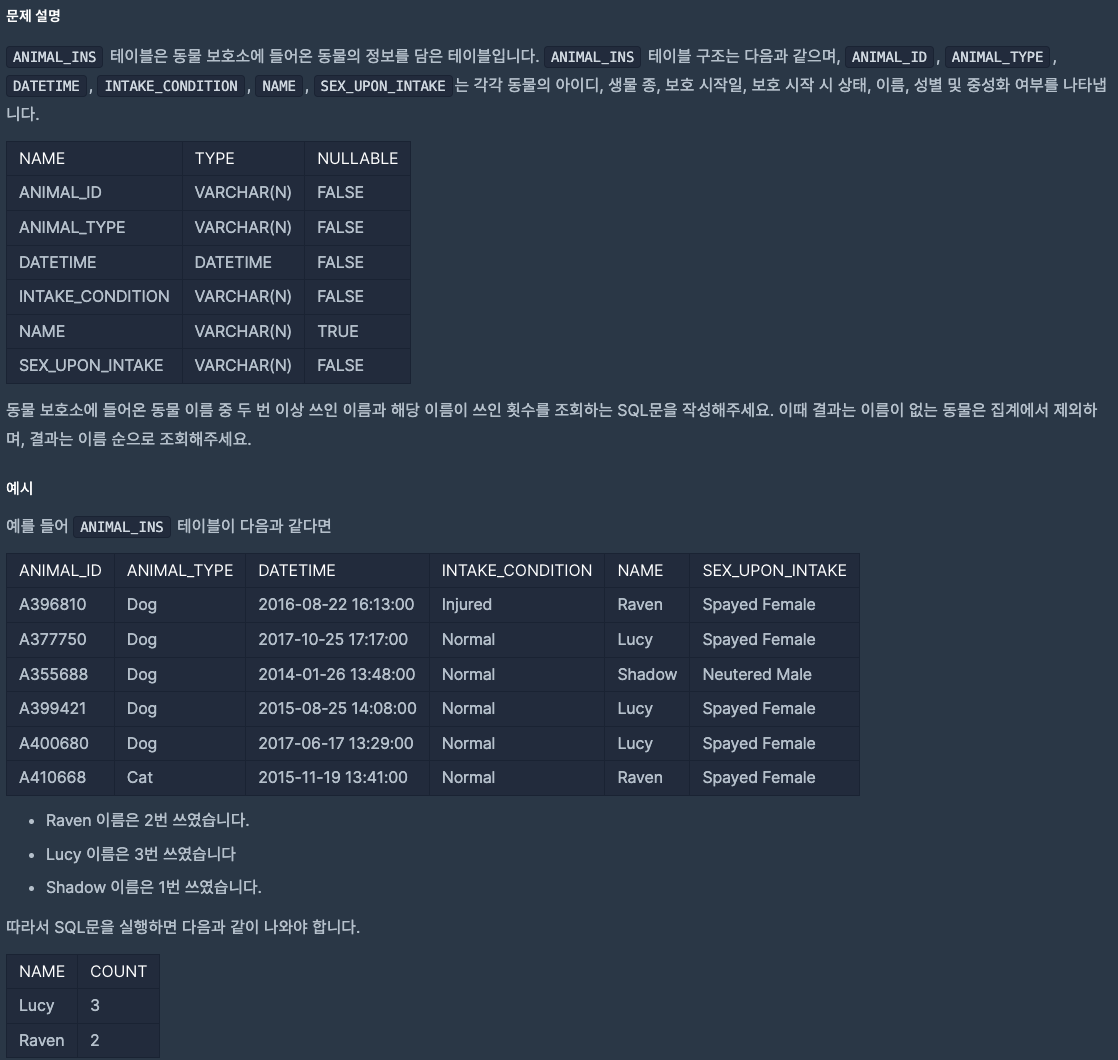 문제 설명
ANIMAL_INS 테이블은 동물 보호소에 들어온 동물의 정보를 담은 테이블입니다. ANIMAL_INS 테이블 구조는 다음과 같으며, ANIMAL_ID, ANIMAL_TYPE,
DATETIME, INTAKE_CONDITION, NAME, SEX_UPON_INTAKE는 각각 동물의 아이디, 생물 종, 보호 시작일, 보호 시작 시 상태, 이름, 성별 및 중성화 여부를 나타냅
니다.
NAME TYPE NULLABLE
ANIMAL_ID VARCHAR(N) FALSE
ANIMAL_TYPE VARCHAR(N) FALSE
DATETIME DATETIME FALSE
INTAKE_CONDITION VARCHAR(N) FALSE
NAME VARCHAR(N) TRUE
SEX_UPON_INTAKE VARCHAR(N) FALSE
동물 보호소에 들어온 동물 이름 중 두 번 이상 쓰인 이름과 해당 이름이 쓰인 횟수를 조회하는 SQL문을 작성해주세요. 이때 결과는 이름이 없는 동물은 집계에서 제외하
며, 결과는 이름 순으로 조회해주세요.
예시
예를 들어 ANIMAL_INS 테이블이 다음과 같다면
ANIMAL_ID ANIMAL_TYPE DATETIME INTAKE_CONDITION NAME SEX_UPON_INTAKE
A396810 Dog 2016-08-22 16:13:00 Injured Raven Spayed Female
A377750 Dog 2017-10-25 17:17:00 Normal Lucy Spayed Female
A355688 Dog 2014-01-26 13:48:00 Normal Shadow Neutered Male
A399421 Dog 2015-08-25 14:08:00 Normal Lucy Spayed Female
A400680 Dog 2017-06-17 13:29:00 Normal Lucy Spayed Female
A410668 Cat 2015-11-19 13:41:00 Normal Raven Spayed Female
• Raven 이름은 2번 쓰였습니다.
• Lucy 이름은 3번 쓰였습니다
• Shadow 이름은 1번 쓰였습니다.
따라서 SQL문을 실행하면 다음과 같이 나와야 합니다.
NAME COUNT
Lucy 3
Raven 2